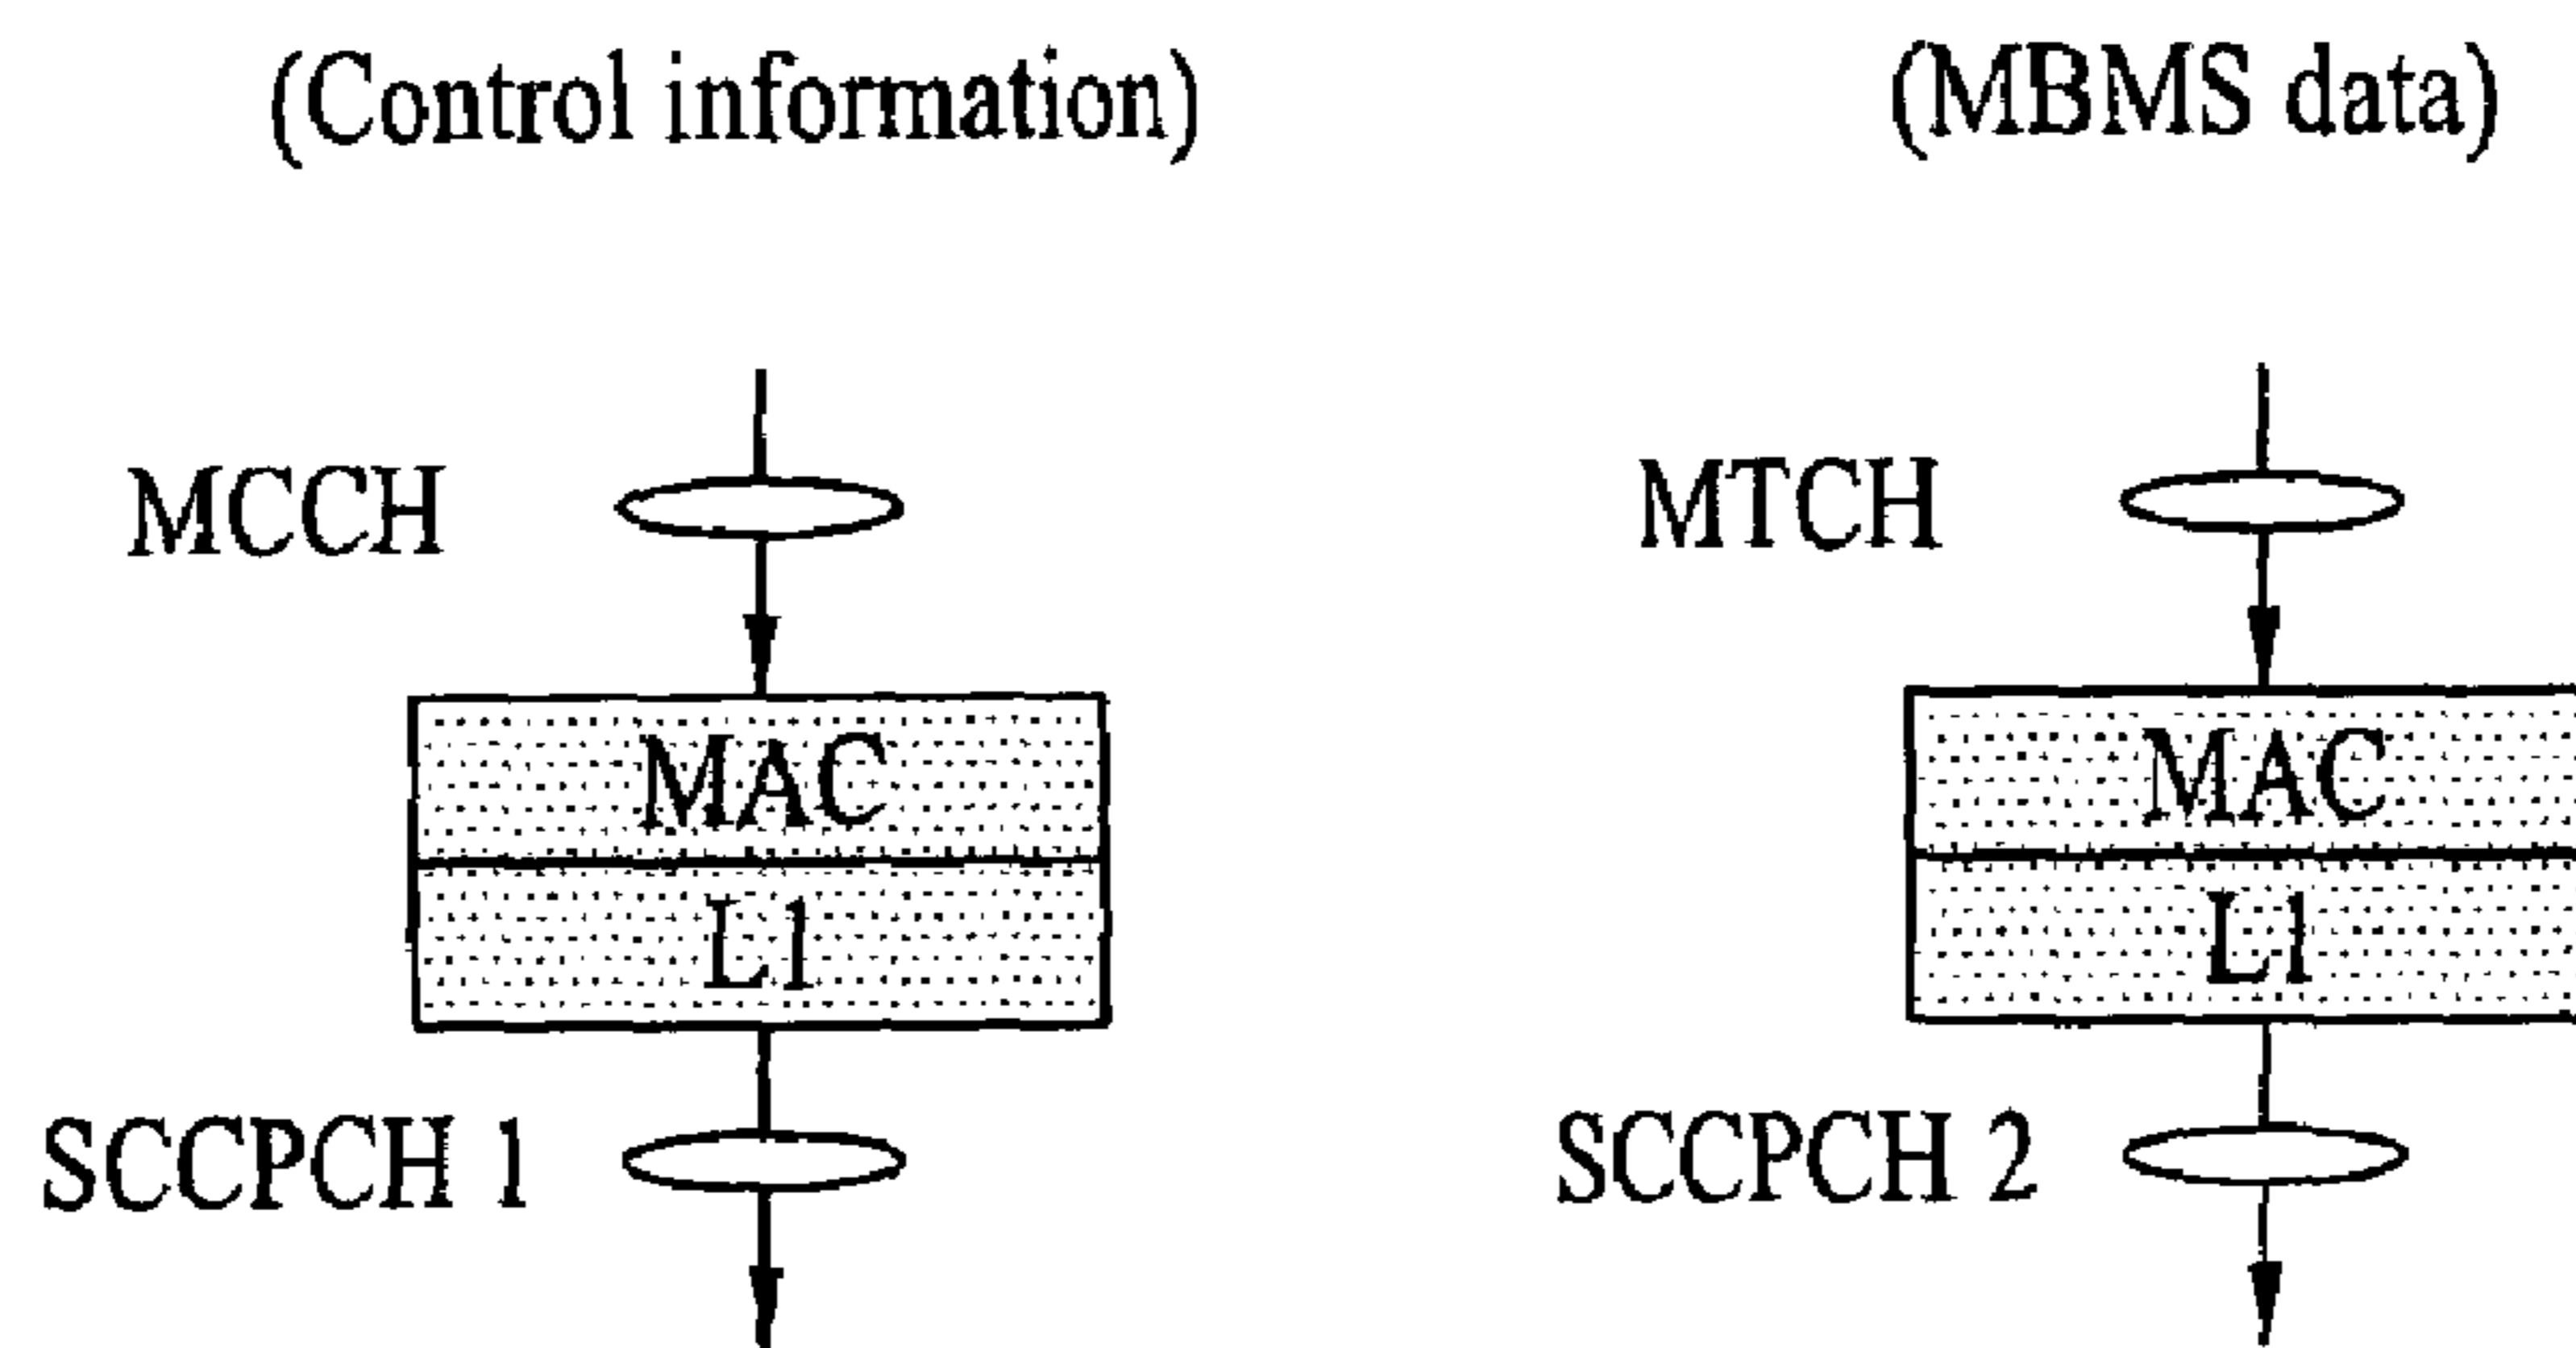 (Control information)
(MBMS data)
MCCH
MTCH
MAC
MAC
L1
L1
SCCPCH 1
SCCPCH 2